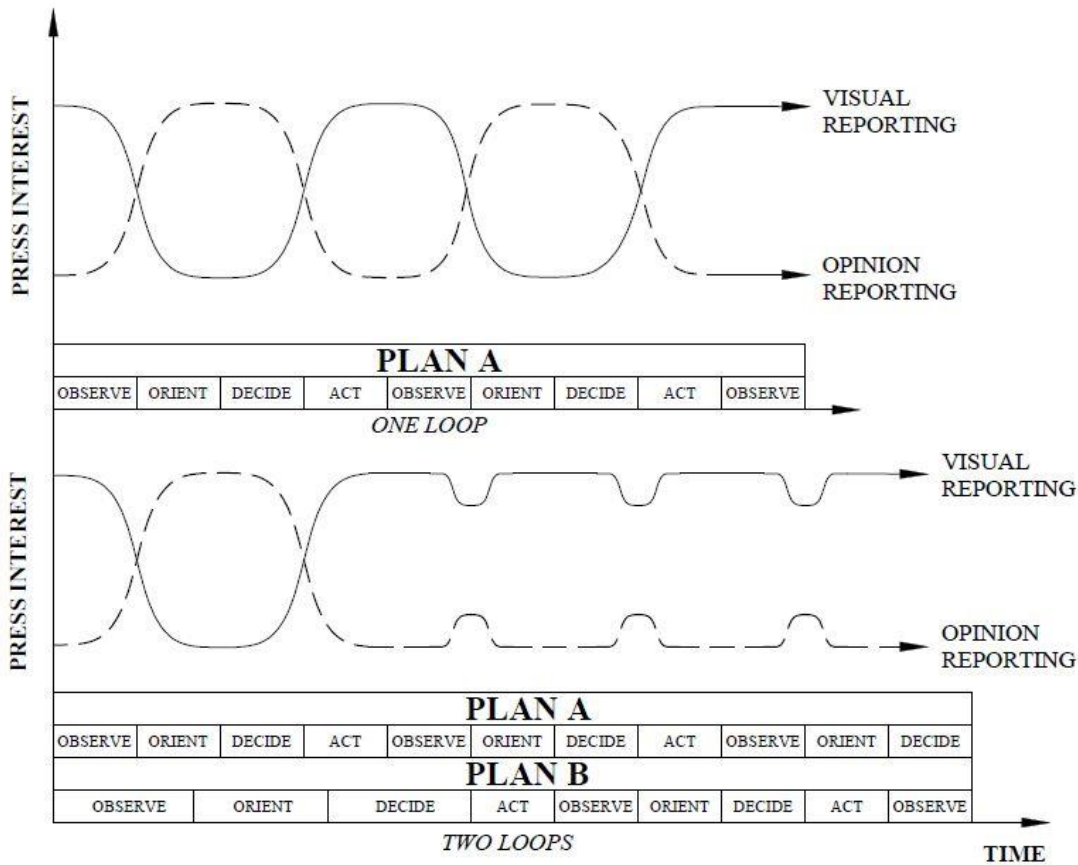 PRESS INTEREST
VISUAL
REPORTING
OPINION
REPORTING
PLAN A
OBSERVE ORIENT DECIDE ACT OBSERVE ORIENT DECIDE ACT OBSERVE
ONE LOOP
PRESS INTEREST
VISUAL
REPORTING
OPINION
REPORTING
PLAN A
OBSERVE ORIENT DECIDE ACT OBSERVE ORIENT DECIDE ACT OBSERVE ORIENT DECIDE
PLAN B
OBSERVE ORIENT DECIDE ACT OBSERVE ORIENT DECIDE ACT OBSERVE
TWO LOOPS
TIME